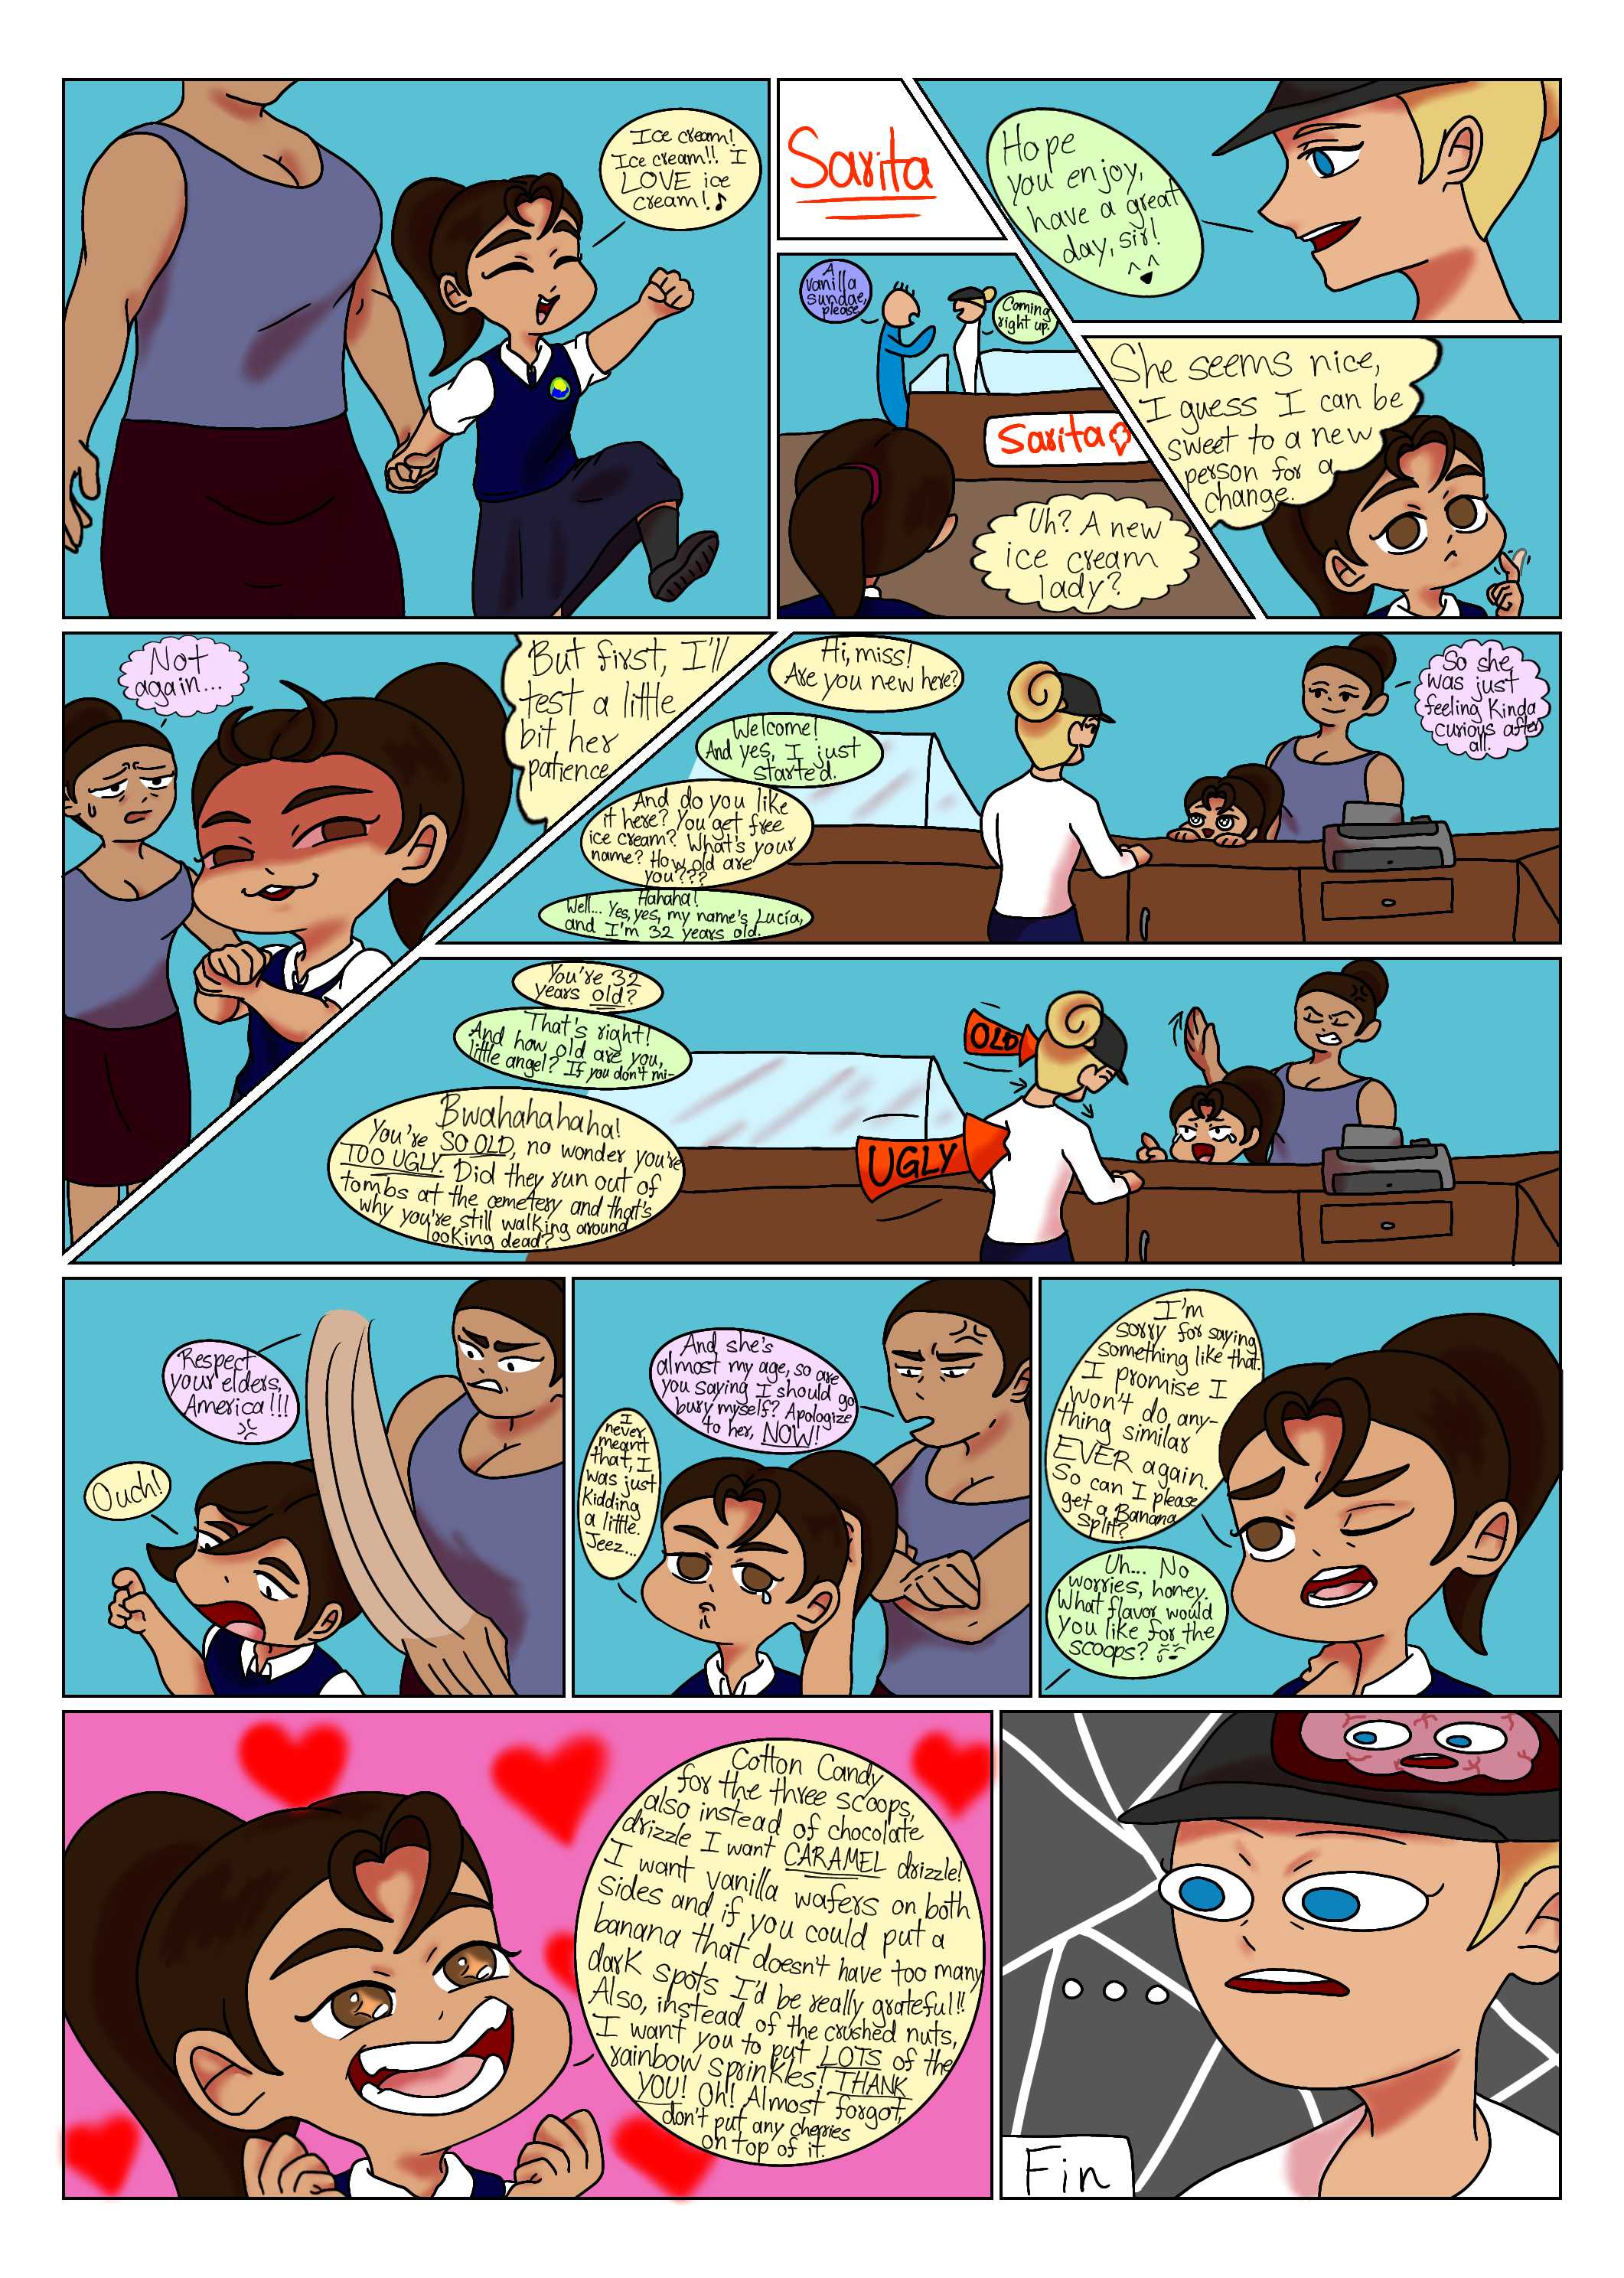 Ice cream!
Ice cream!! I
LOVE ice
cream!♪
Sarita
Hope
you enjoy,
have a great
day, sir!
A
vanilla
sundae,
please
Coming
right up.
Sarita
Uh? A new
ice cream
lady?
She seems nice,
I guess I can be
sweet to a new
person for a
change.
Not
again...
But first, I'll
test a little
bit her
patience
Hi, miss!
Are you new here?
Welcome!
And yes, I just
started.
And do you like
it here? You get free
ice cream? What's your
name? How old are
you???
Hahaha!
Well... Yes, yes, my name's Lucía,
and I'm 32 years old.
So she
was just
feeling kinda
curious after
all.
You're 32
years old?
That's right!
And how old are you,
little angel? If you don't mi-
Bwahahahaha!
You're SO OLD, no wonder you're
TOO UGLY. Did they run out of
tombs at the cemetery and that's
why you're still walking around
looking dead?
OLD
UGLY
Respect
your elders,
America!!!
Ouch!
And she's
almost my age, so are
you saying I should go
bury myself? Apologize
to her, NOW!
I
never
meant
that, I
was just
kidding
a little.
Jeez...
I'm
sorry for saying
something like that.
I promise I
won't do any-
thing similar
EVER again.
So can I please
get a Banana
Split?
Uh... No
worries, honey.
What flavor would
you like for the
scoops?
Cotton Candy
for the three scoops,
also instead of chocolate
drizzle I want CARAMEL drizzle!
I want vanilla wafers on both
sides and if you could put a
banana that doesn't have too many
dark spots I'd be really grateful!!
Also, instead of the crushed nuts,
I want you to put LOTS of the
rainbow sprinkles! THANK
YOU! Oh! Almost forgot,
don't put any cherries
on top of it.
...
Fin